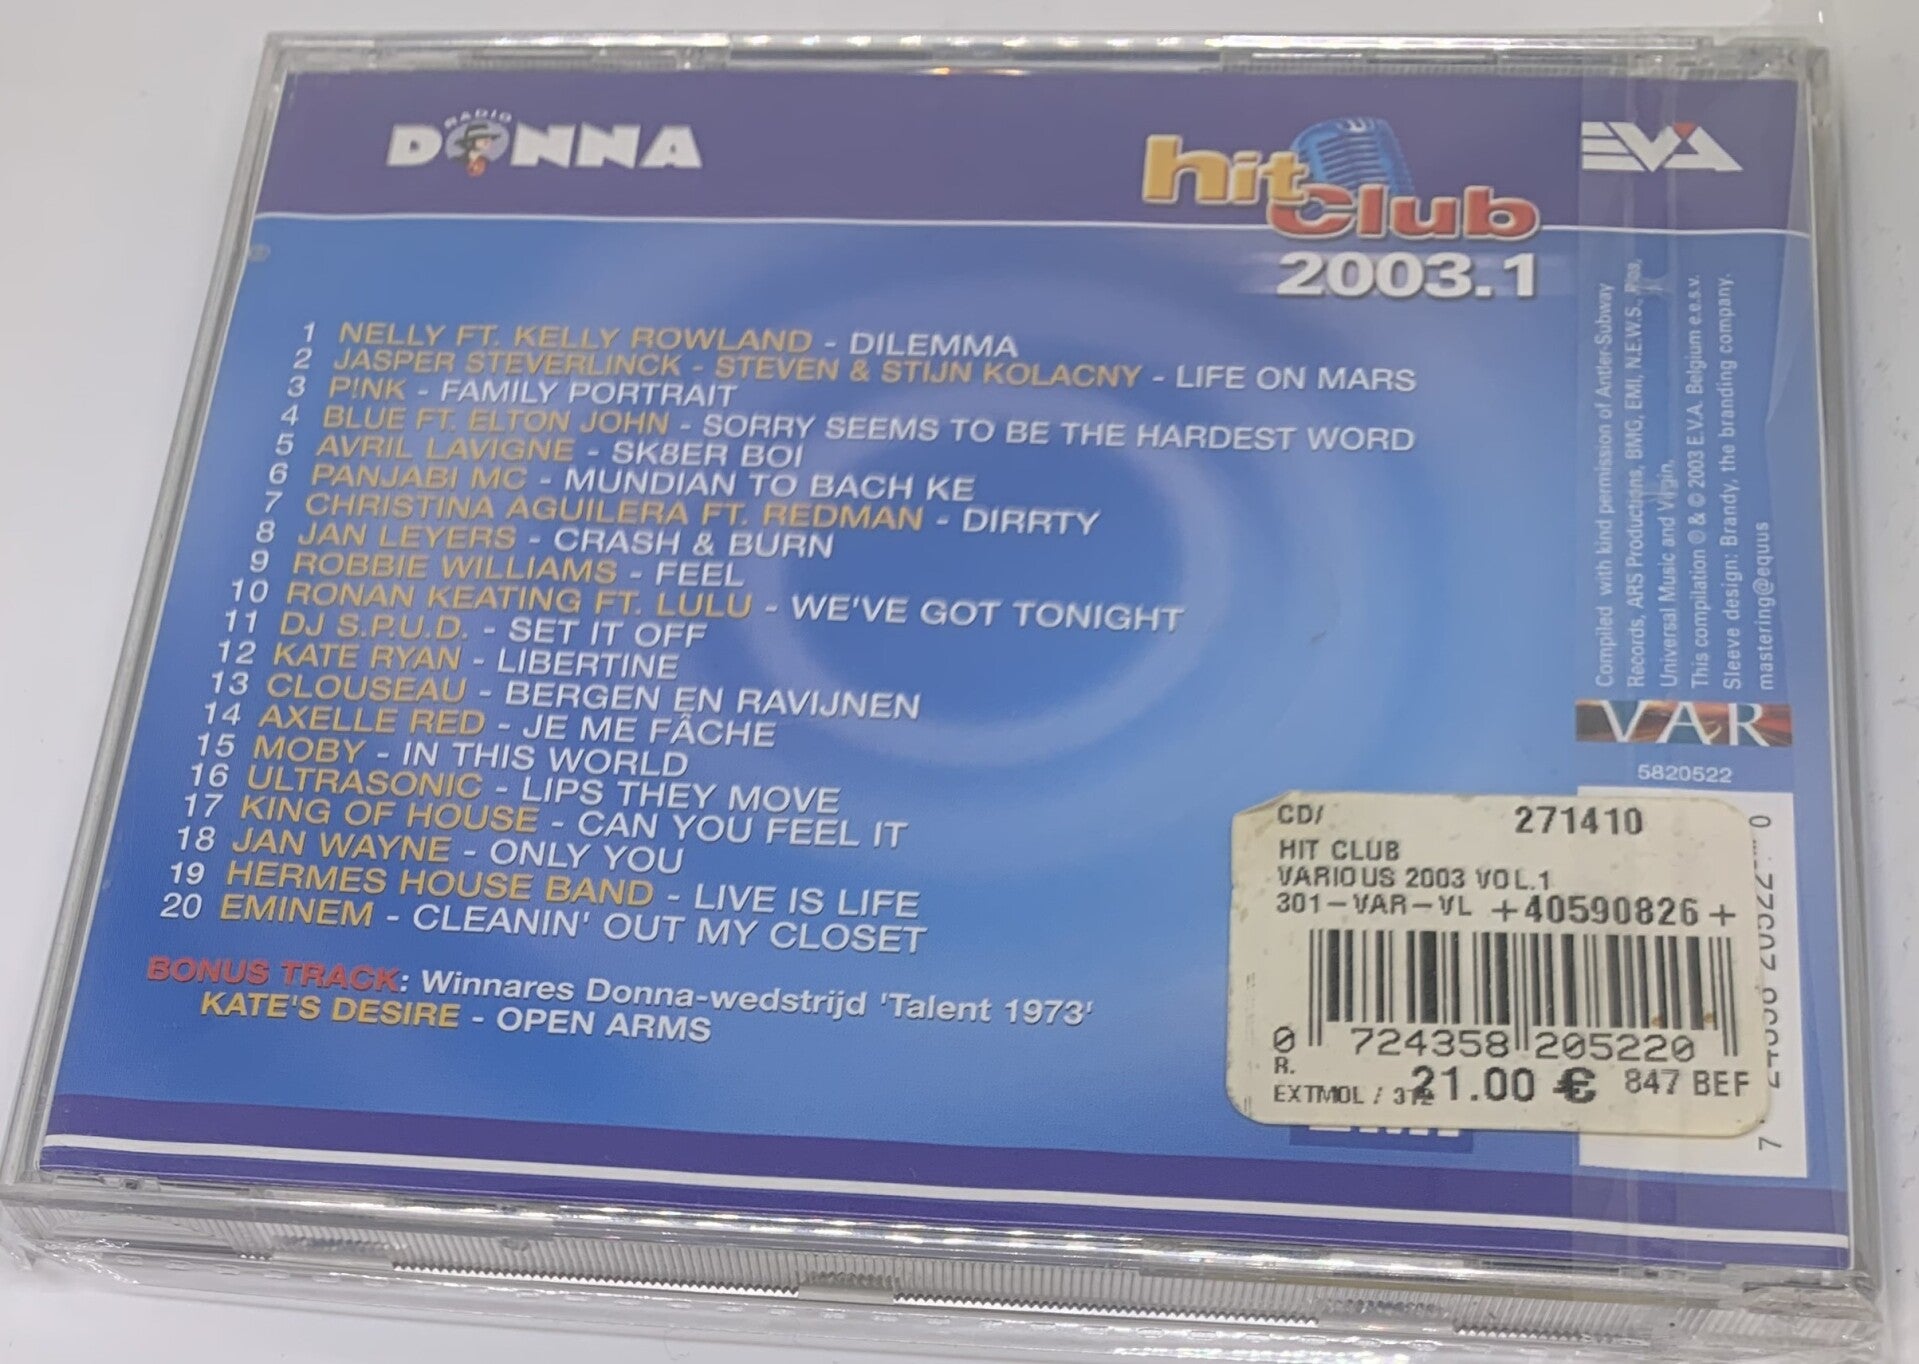 RADIO
DONNA
hit
Club
2003.1
EVA
1 NELLY FT. KELLY ROWLAND - DILEMMA
2 JASPER STEVERLINCK - STEVEN & STIJN KOLACNY - LIFE ON MARS
3 P!NK - FAMILY PORTRAIT
4 BLUE FT. ELTON JOHN - SORRY SEEMS TO BE THE HARDEST WORD
5 AVRIL LAVIGNE - SK8ER BOI
6 PANJABI MC - MUNDIAN TO BACH KE
7 CHRISTINA AGUILERA FT. REDMAN - DIRRTY
8 JAN LEYERS - CRASH & BURN
9 ROBBIE WILLIAMS - FEEL
10 RONAN KEATING FT. LULU - WE'VE GOT TONIGHT
11 DJ S.P.U.D. - SET IT OFF
12 KATE RYAN - LIBERTINE
13 CLOUSEAU - BERGEN EN RAVIJNEN
14 AXELLE RED - JE ME FÂCHE
15 MOBY - IN THIS WORLD
16 ULTRASONIC - LIPS THEY MOVE
17 KING OF HOUSE - CAN YOU FEEL IT
18 JAN WAYNE - ONLY YOU
19 HERMES HOUSE BAND - LIVE IS LIFE
20 EMINEM - CLEANIN' OUT MY CLOSET
BONUS TRACK: Winnares Donna-wedstrijd 'Talent 1973'
KATE'S DESIRE - OPEN ARMS
Compiled with kind permission of Antler-Subway
Records, ARS Productions, BMG, EMI, N.E.W.S., Pias,
Universal Music and Virgin,
This compilation ℗ & © 2003 E.V.A. Belgium e.e.s.v.
Sleeve design: Brandy, the branding company.
mastering@equus
VAR
5820522
CD/ 271410
HIT CLUB
VARIOUS 2003 VOL.1
301-VAR-VL +40590826+
0 724358 205220
R.
EXTMOL / 21.00 € 847 BEF